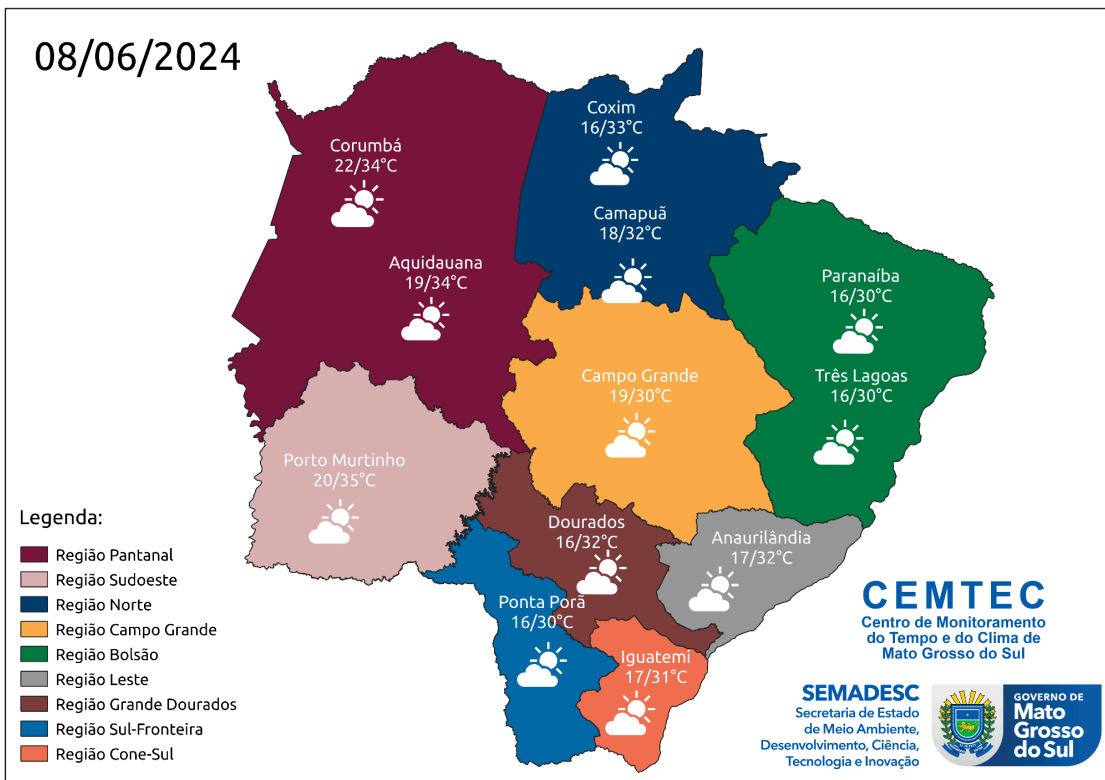 08/06/2024
Coxim
16/33°C
Corumbá
22/34°C
Camapuã
18/32°C
Aquidauana
19/34°C
Paranaíba
16/30°C
Campo Grande
19/30°C
Três Lagoas
16/30°C
Porto Murtinho
20/35°C
Dourados
16/32°C
Anaurilândia
17/32°C
Ponta Porã
16/30°C
Iguatemi
17/31°C
Legenda:
Região Pantanal
Região Sudoeste
Região Norte
Região Campo Grande
Região Bolsão
Região Leste
Região Grande Dourados
Região Sul-Fronteira
Região Cone-Sul
CEMTEC
Centro de Monitoramento
do Tempo e do Clima de
Mato Grosso do Sul
SEMADESC
Secretaria de Estado
de Meio Ambiente,
Desenvolvimento, Ciência,
Tecnologia e Inovação
GOVERNO DE
Mato
Grosso
do Sul